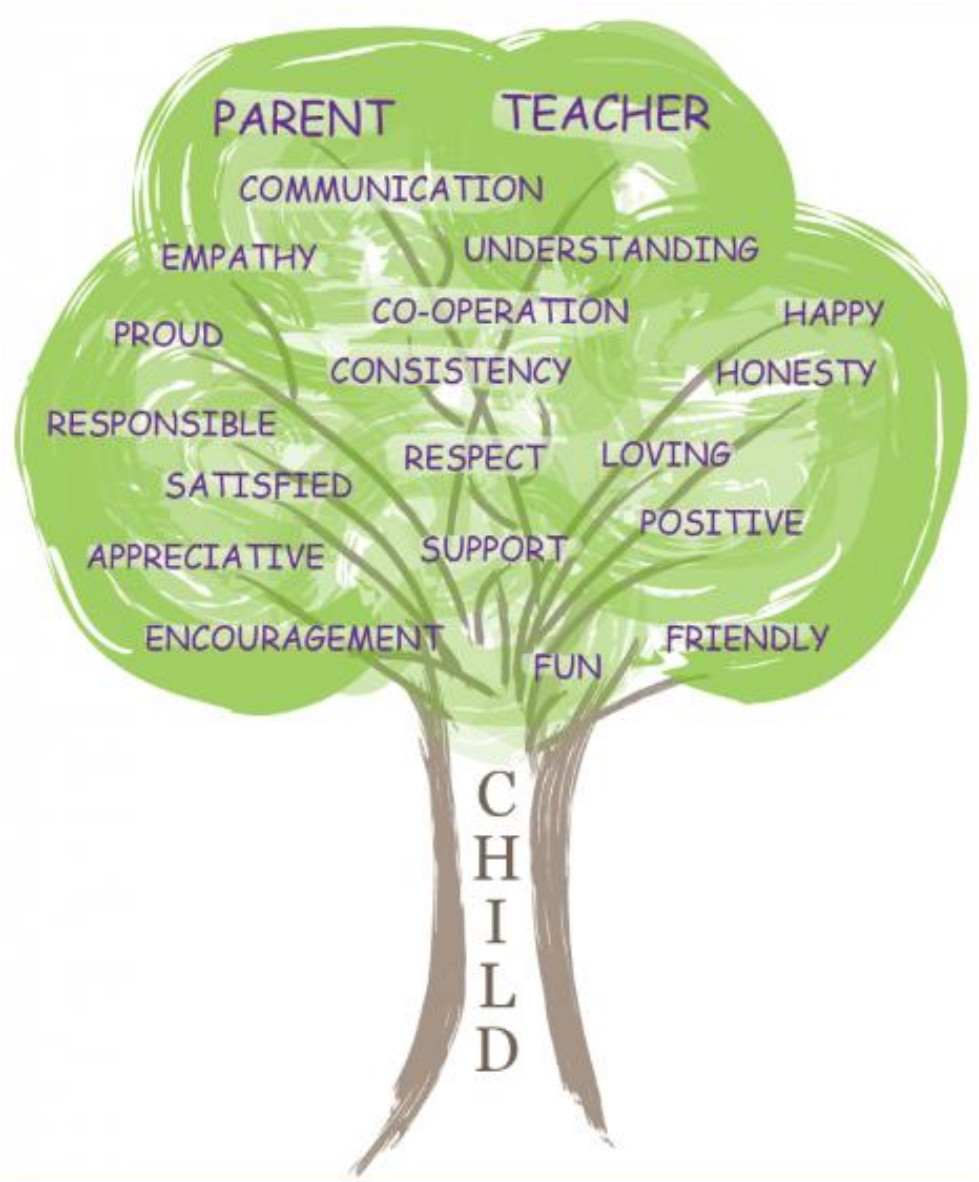 PARENT TEACHER
COMMUNICATION
EMPATHY UNDERSTANDING
CO-OPERATION HAPPY
PROUD
CONSISTENCY HONESTY
RESPONSIBLE
RESPECT LOVING
SATISFIED
POSITIVE
APPRECIATIVE SUPPORT
ENCOURAGEMENT FRIENDLY
FUN
C
H
I
L
D